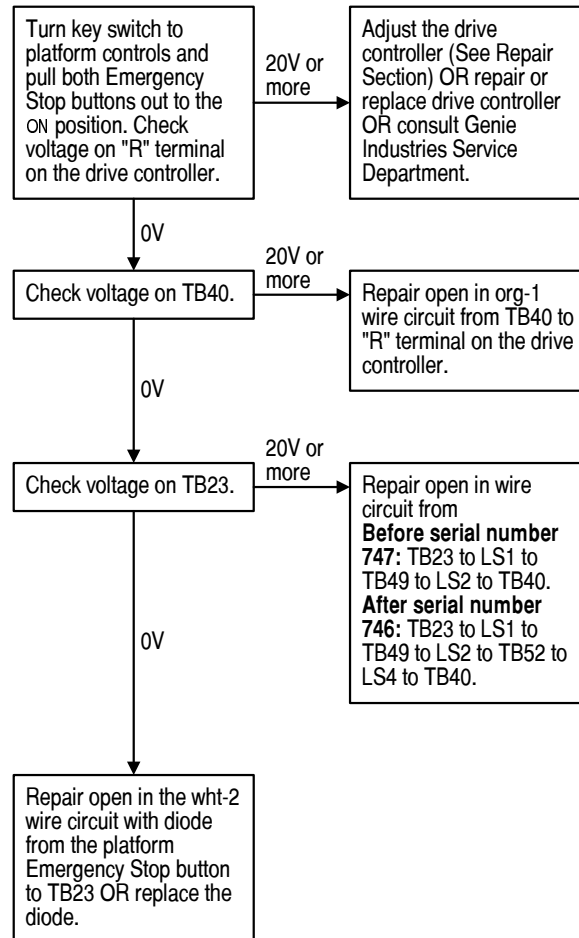 Turn key switch to
platform controls and
pull both Emergency
Stop buttons out to the
ON position. Check
voltage on "R" terminal
on the drive controller.
20V or
more
Adjust the drive
controller (See Repair
Section) OR repair or
replace drive controller
OR consult Genie
Industries Service
Department.
0V
Check voltage on TB40.
20V or
more
Repair open in org-1
wire circuit from TB40 to
"R" terminal on the drive
controller.
0V
Check voltage on TB23.
20V or
more
Repair open in wire
circuit from
Before serial number
747: TB23 to LS1 to
TB49 to LS2 to TB40.
After serial number
746: TB23 to LS1 to
TB49 to LS2 to TB52 to
LS4 to TB40.
0V
Repair open in the wht-2
wire circuit with diode
from the platform
Emergency Stop button
to TB23 OR replace the
diode.